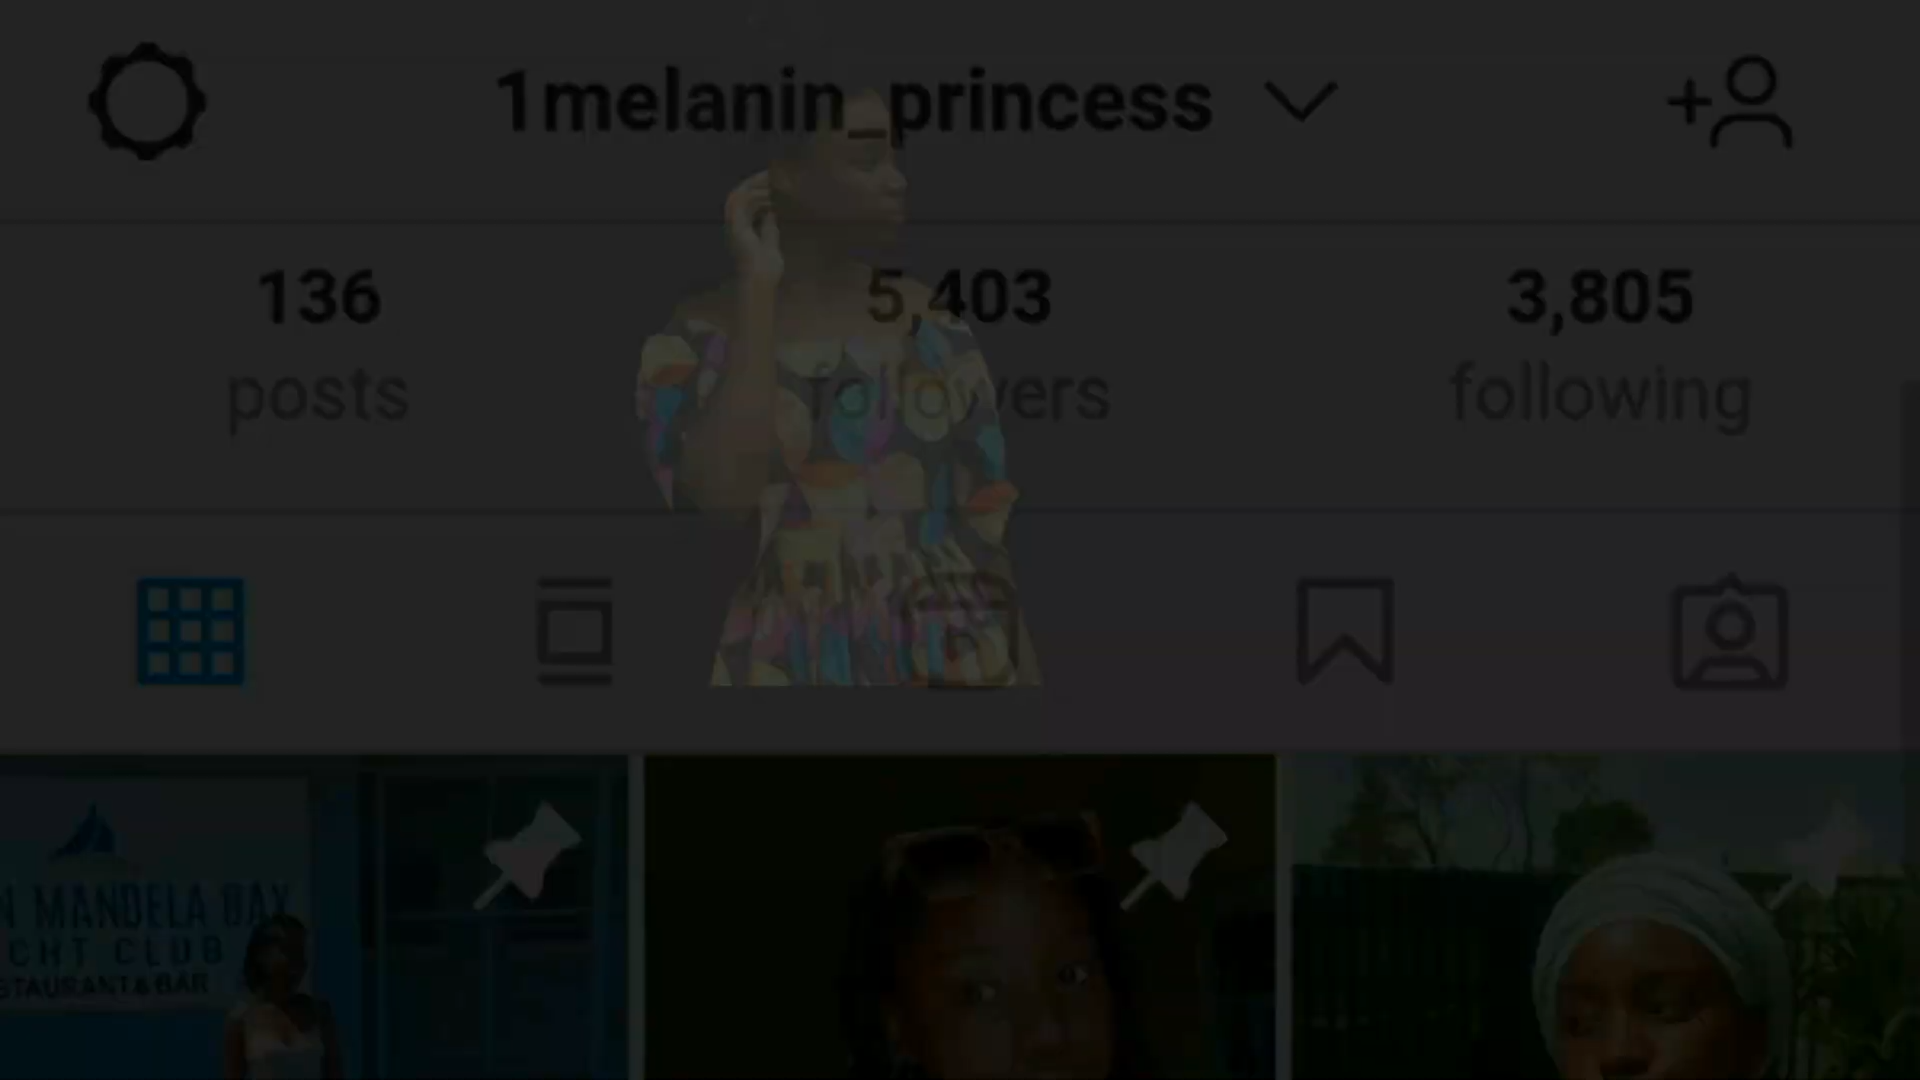 1melanin_princess
136
5,403
3,805
posts
followers
following
N MANDELA BAY
CHT CLUB
STAURANT & BAR